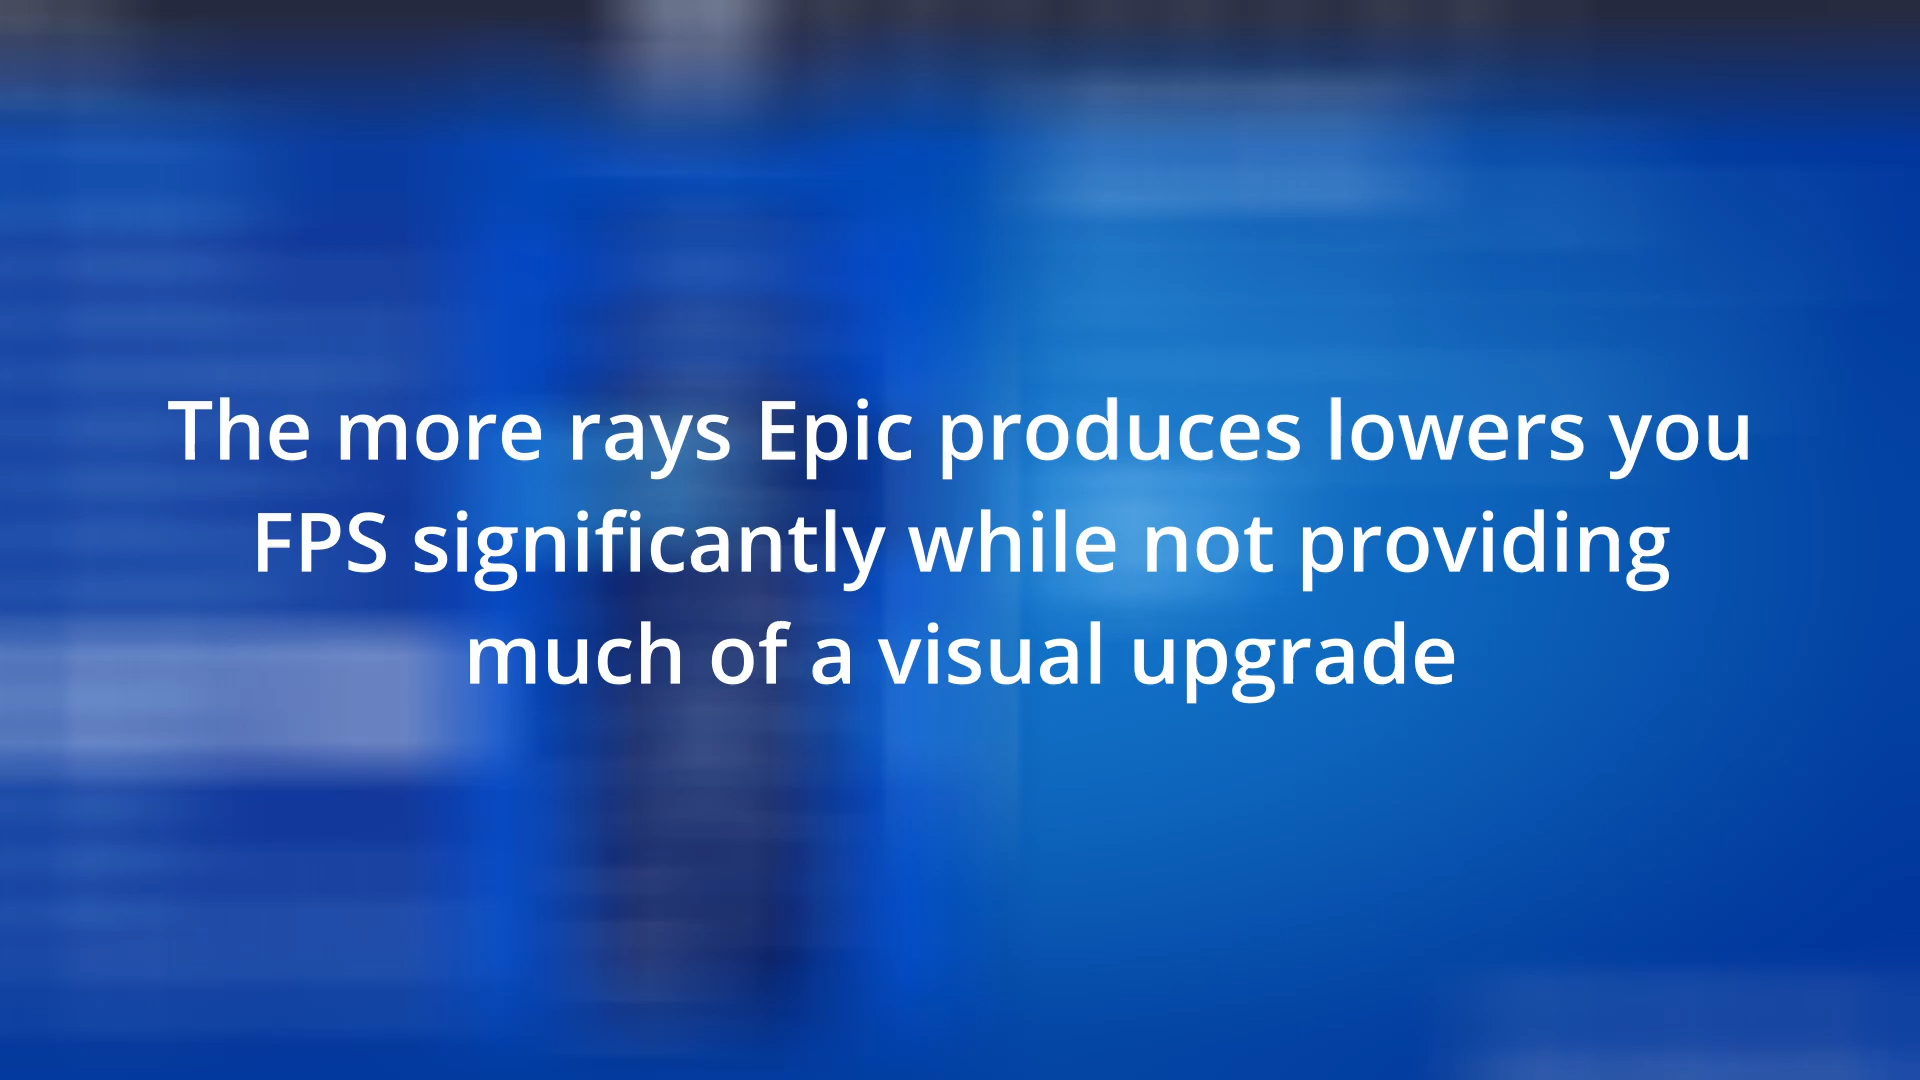 The more rays Epic produces lowers you
FPS significantly while not providing
much of a visual upgrade